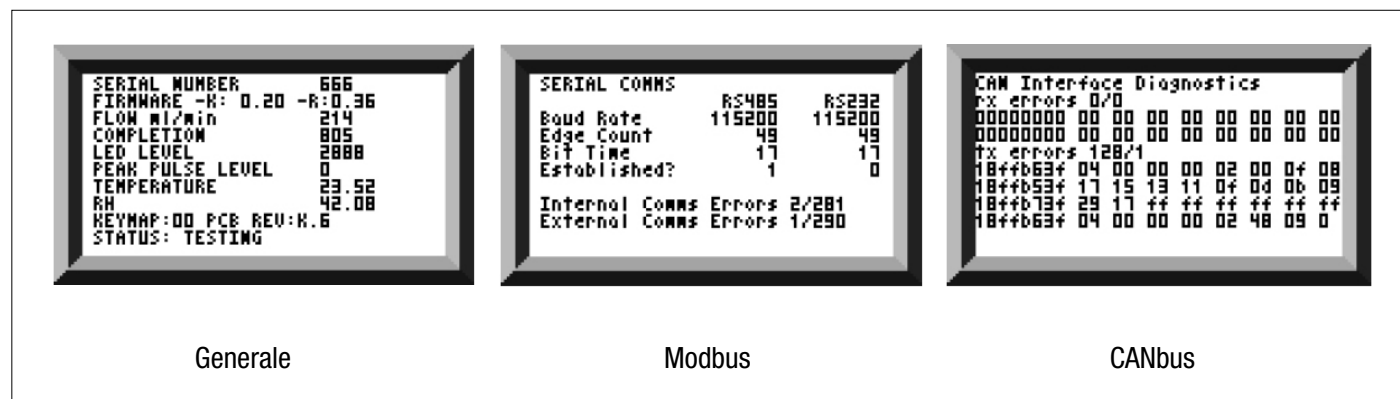 SERIAL NUMBER 666
FIRMWARE -K: 0.20 -R:0.36
FLOW ml/min 214
COMPLETION 805
LED LEVEL 2888
PEAK PULSE LEVEL 0
TEMPERATURE 23.52
RH 42.08
KEYMAP:00 PCB REV:K.6
STATUS: TESTING
Generale
SERIAL COMMS
RS485 RS232
Baud Rate 115200 115200
Edge Count 49 49
Bit Time 17 17
Established? 1 0
Internal Comms Errors 2/281
External Comms Errors 1/290
Modbus
CAN Interface Diagnostics
rx errors 0/0
00000000 00 00 00 00 00 00 00 00
00000000 00 00 00 00 00 00 00 00
tx errors 128/1
18ffb63f 04 00 00 00 02 00 0f 08
18ffb53f 17 15 13 11 0f 0d 0b 09
18ffb73f 29 17 ff ff ff ff ff ff
18ffb63f 04 00 00 00 02 48 09 0
CANbus